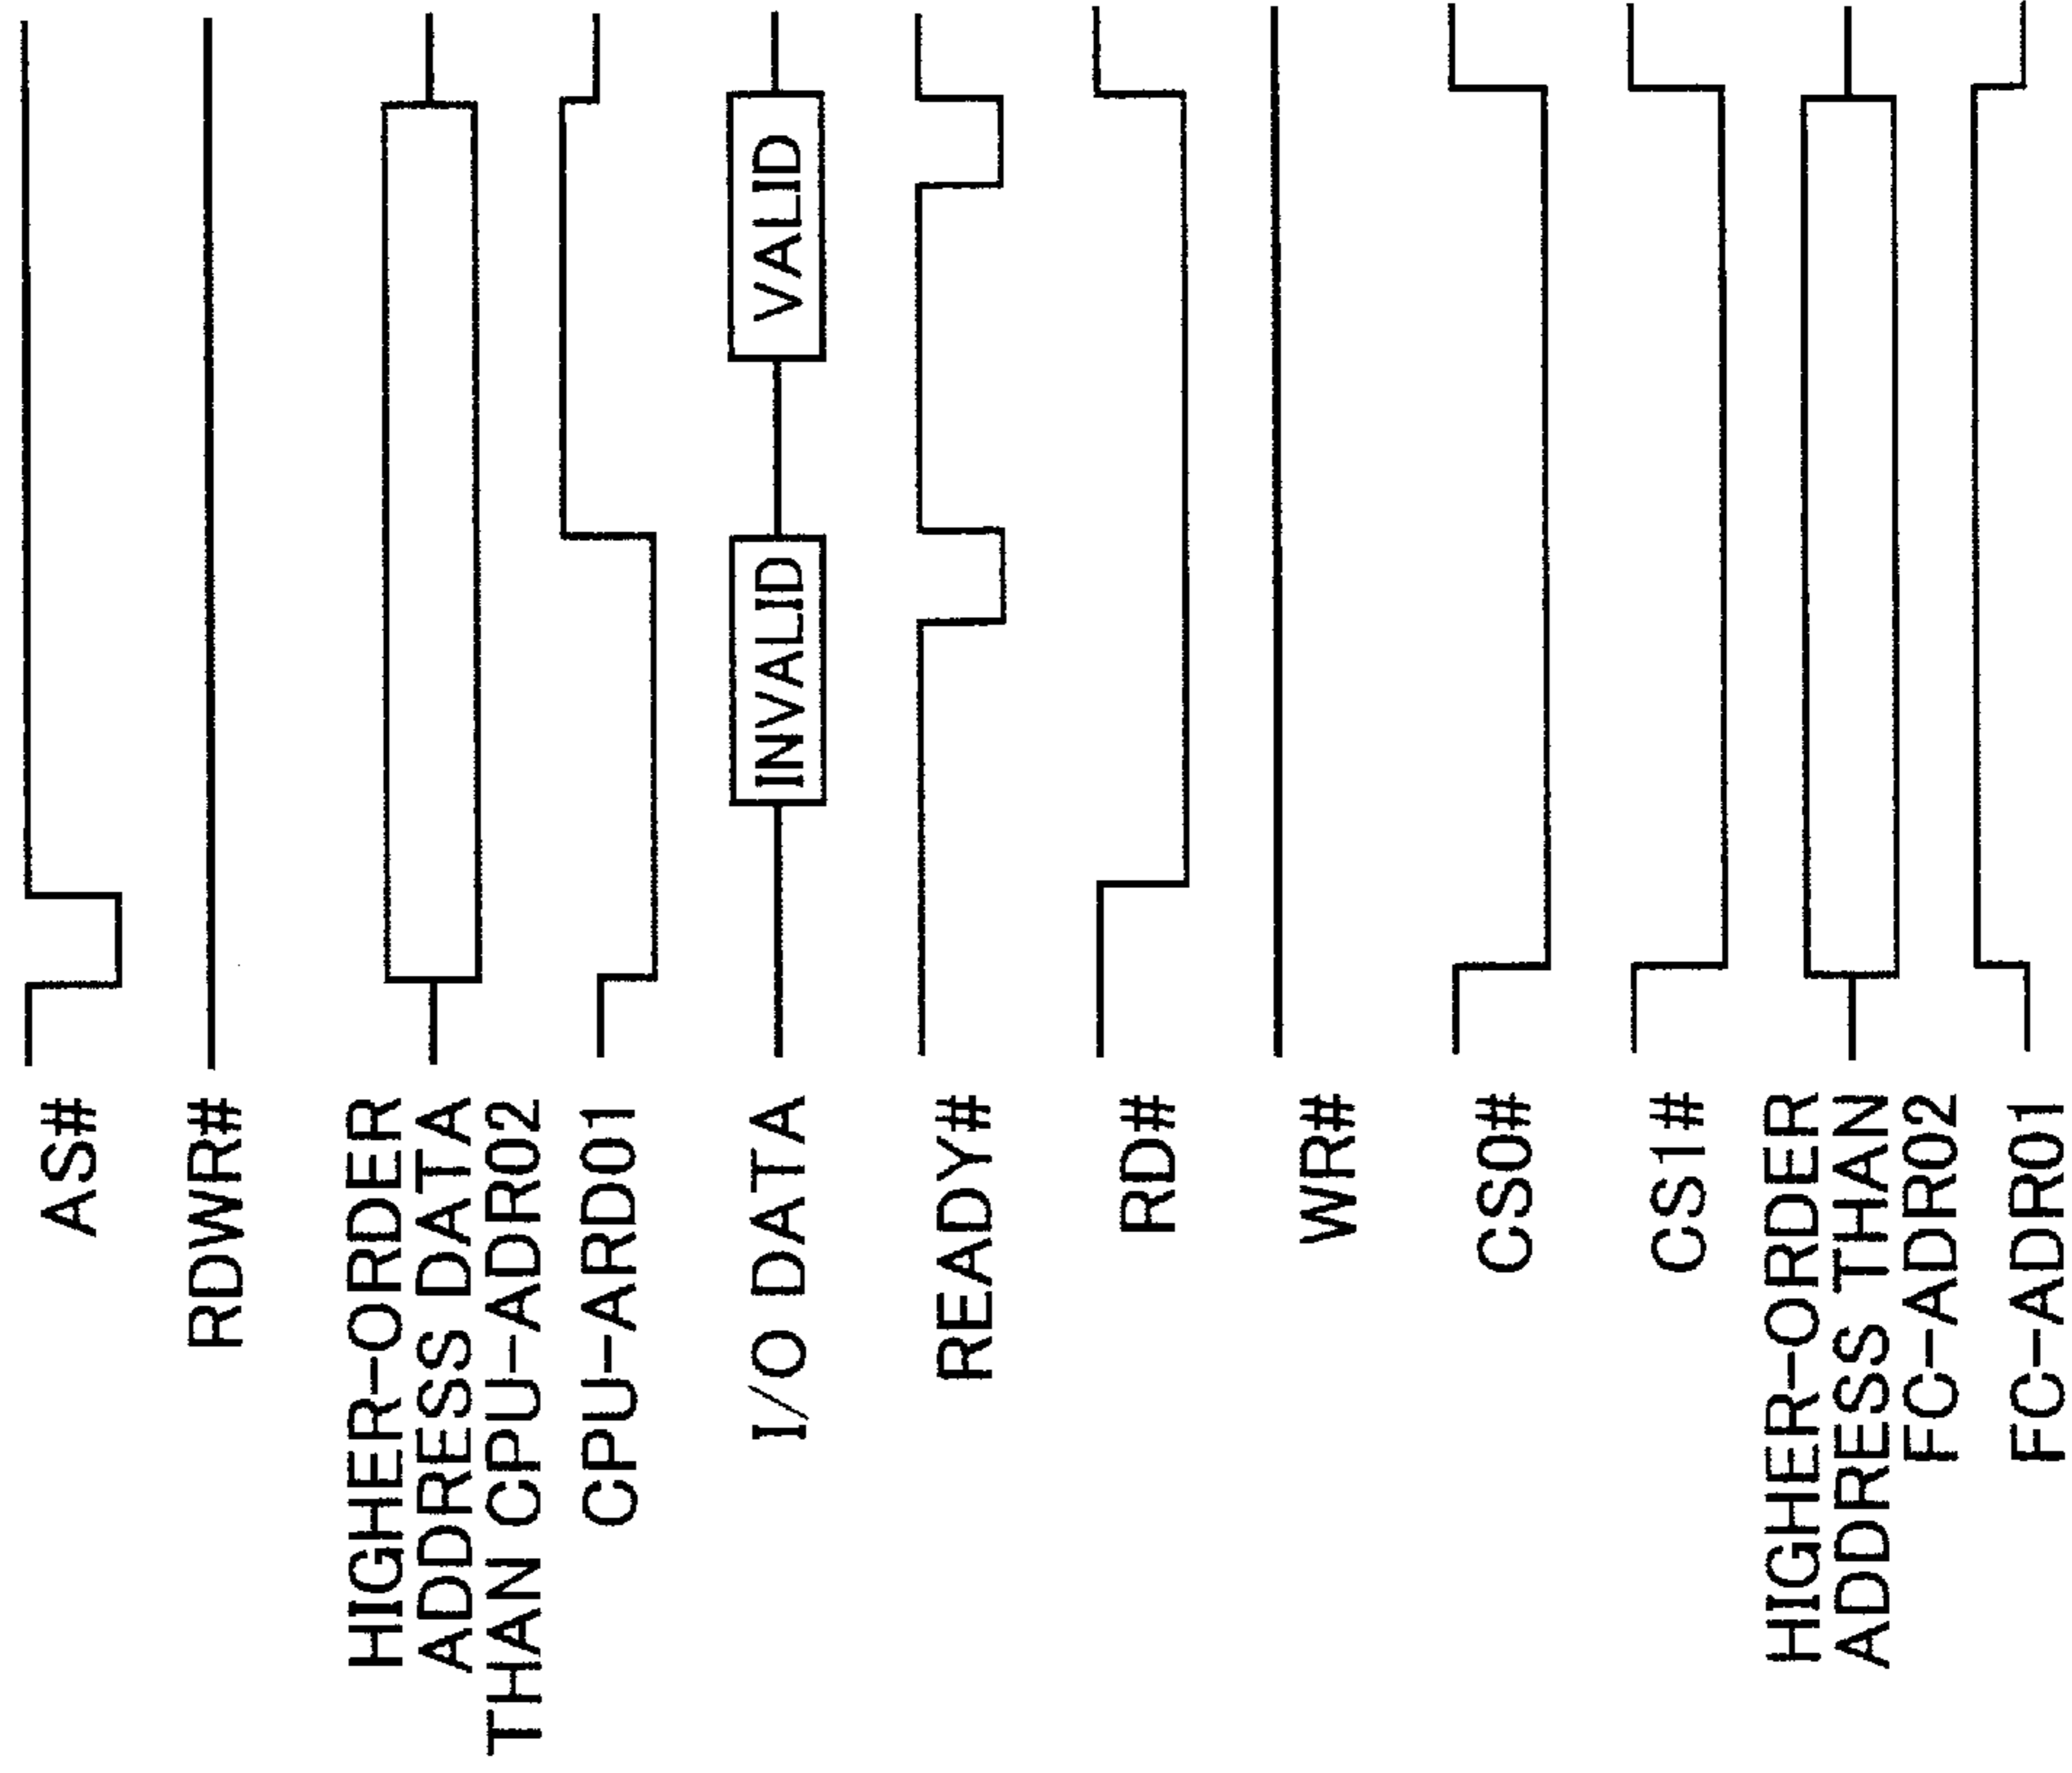 AS#
RDWR#
HIGHER-ORDER
ADDRESS DATA
THAN CPU-ADR02
CPU-ARD01
I/O DATA
INVALID
VALID
READY#
RD#
WR#
CS0#
CS1#
HIGHER-ORDER
ADDRESS THAN
FC-ADR02
FC-ADR01